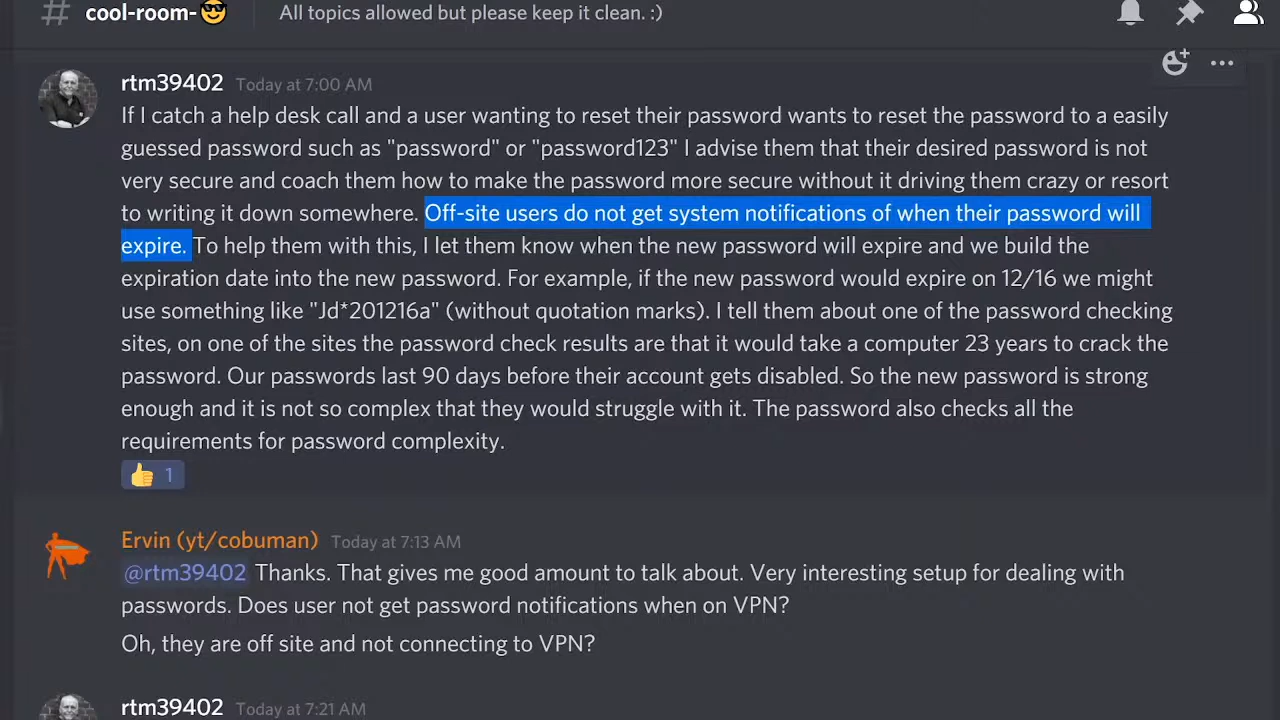 # cool-room-😎 All topics allowed but please keep it clean. :)
rtm39402 Today at 7:00 AM
If I catch a help desk call and a user wanting to reset their password wants to reset the password to a easily
guessed password such as "password" or "password123" I advise them that their desired password is not
very secure and coach them how to make the password more secure without it driving them crazy or resort
to writing it down somewhere. Off-site users do not get system notifications of when their password will
expire. To help them with this, I let them know when the new password will expire and we build the
expiration date into the new password. For example, if the new password would expire on 12/16 we might
use something like "Jd*201216a" (without quotation marks). I tell them about one of the password checking
sites, on one of the sites the password check results are that it would take a computer 23 years to crack the
password. Our passwords last 90 days before their account gets disabled. So the new password is strong
enough and it is not so complex that they would struggle with it. The password also checks all the
requirements for password complexity.
👍 1
Ervin (yt/cobuman) Today at 7:13 AM
@rtm39402 Thanks. That gives me good amount to talk about. Very interesting setup for dealing with
passwords. Does user not get password notifications when on VPN?
Oh, they are off site and not connecting to VPN?
rtm39402 Today at 7:21 AM